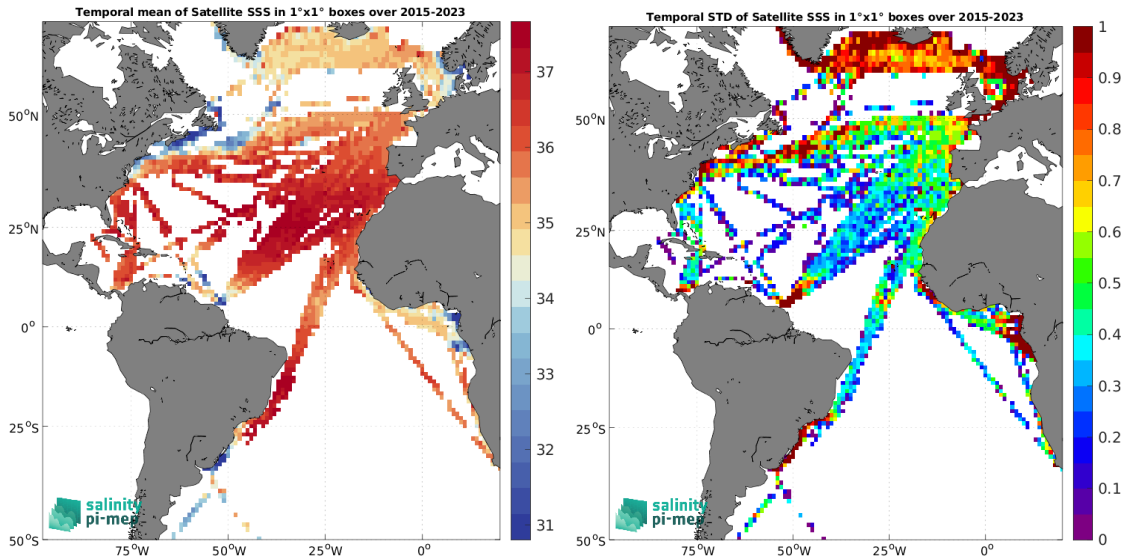 Temporal mean of Satellite SSS in 1°x1° boxes over 2015-2023
50°N
25°N
0°
25°S
50°S
75°W
50°W
25°W
0°
37
36
35
34
33
32
31
salinity
pi-mep
Temporal STD of Satellite SSS in 1°x1° boxes over 2015-2023
50°N
25°N
0°
25°S
50°S
75°W
50°W
25°W
0°
1
0.9
0.8
0.7
0.6
0.5
0.4
0.3
0.2
0.1
0
salinity
pi-mep